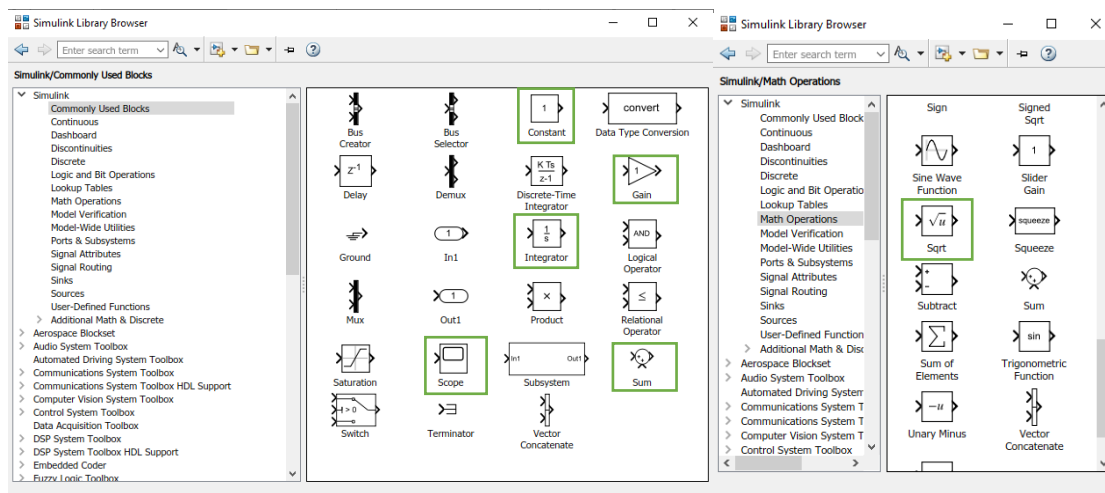 Simulink Library Browser
Enter search term
Simulink/Commonly Used Blocks
Simulink
Commonly Used Blocks
Continuous
Dashboard
Discontinuities
Discrete
Logic and Bit Operations
Lookup Tables
Math Operations
Model Verification
Model-Wide Utilities
Ports & Subsystems
Signal Attributes
Signal Routing
Sinks
Sources
User-Defined Functions
Additional Math & Discrete
Aerospace Blockset
Audio System Toolbox
Automated Driving System Toolbox
Communications System Toolbox
Communications System Toolbox HDL Support
Computer Vision System Toolbox
Control System Toolbox
Data Acquisition Toolbox
DSP System Toolbox
DSP System Toolbox HDL Support
Embedded Coder
Fuzzy Logic Toolbox
1
convert
Bus
Creator
Bus
Selector
Constant
Data Type Conversion
z-1
K Ts
z-1
1
Delay
Demux
Discrete-Time
Integrator
Gain
1
1
s
AND
Ground
In1
Integrator
Logical
Operator
1
×
≤
Mux
Out1
Product
Relational
Operator
In1
Out1
Saturation
Scope
Subsystem
Sum
> 0
Switch
Terminator
Vector
Concatenate
Simulink Library Browser
Enter search term
Simulink/Math Operations
Simulink
Commonly Used Block
Continuous
Dashboard
Discontinuities
Discrete
Logic and Bit Operatio
Lookup Tables
Math Operations
Model Verification
Model-Wide Utilities
Ports & Subsystems
Signal Attributes
Signal Routing
Sinks
Sources
User-Defined Function
Additional Math & Disc
Aerospace Blockset
Audio System Toolbox
Automated Driving System
Communications System T
Communications System T
Computer Vision System T
Control System Toolbox
Sign
Signed
Sqrt
1
Sine Wave
Function
Slider
Gain
√u
squeeze
Sqrt
Squeeze
+
-
Subtract
Sum
∑
sin
Sum of
Elements
Trigonometric
Function
-u
Unary Minus
Vector
Concatenate